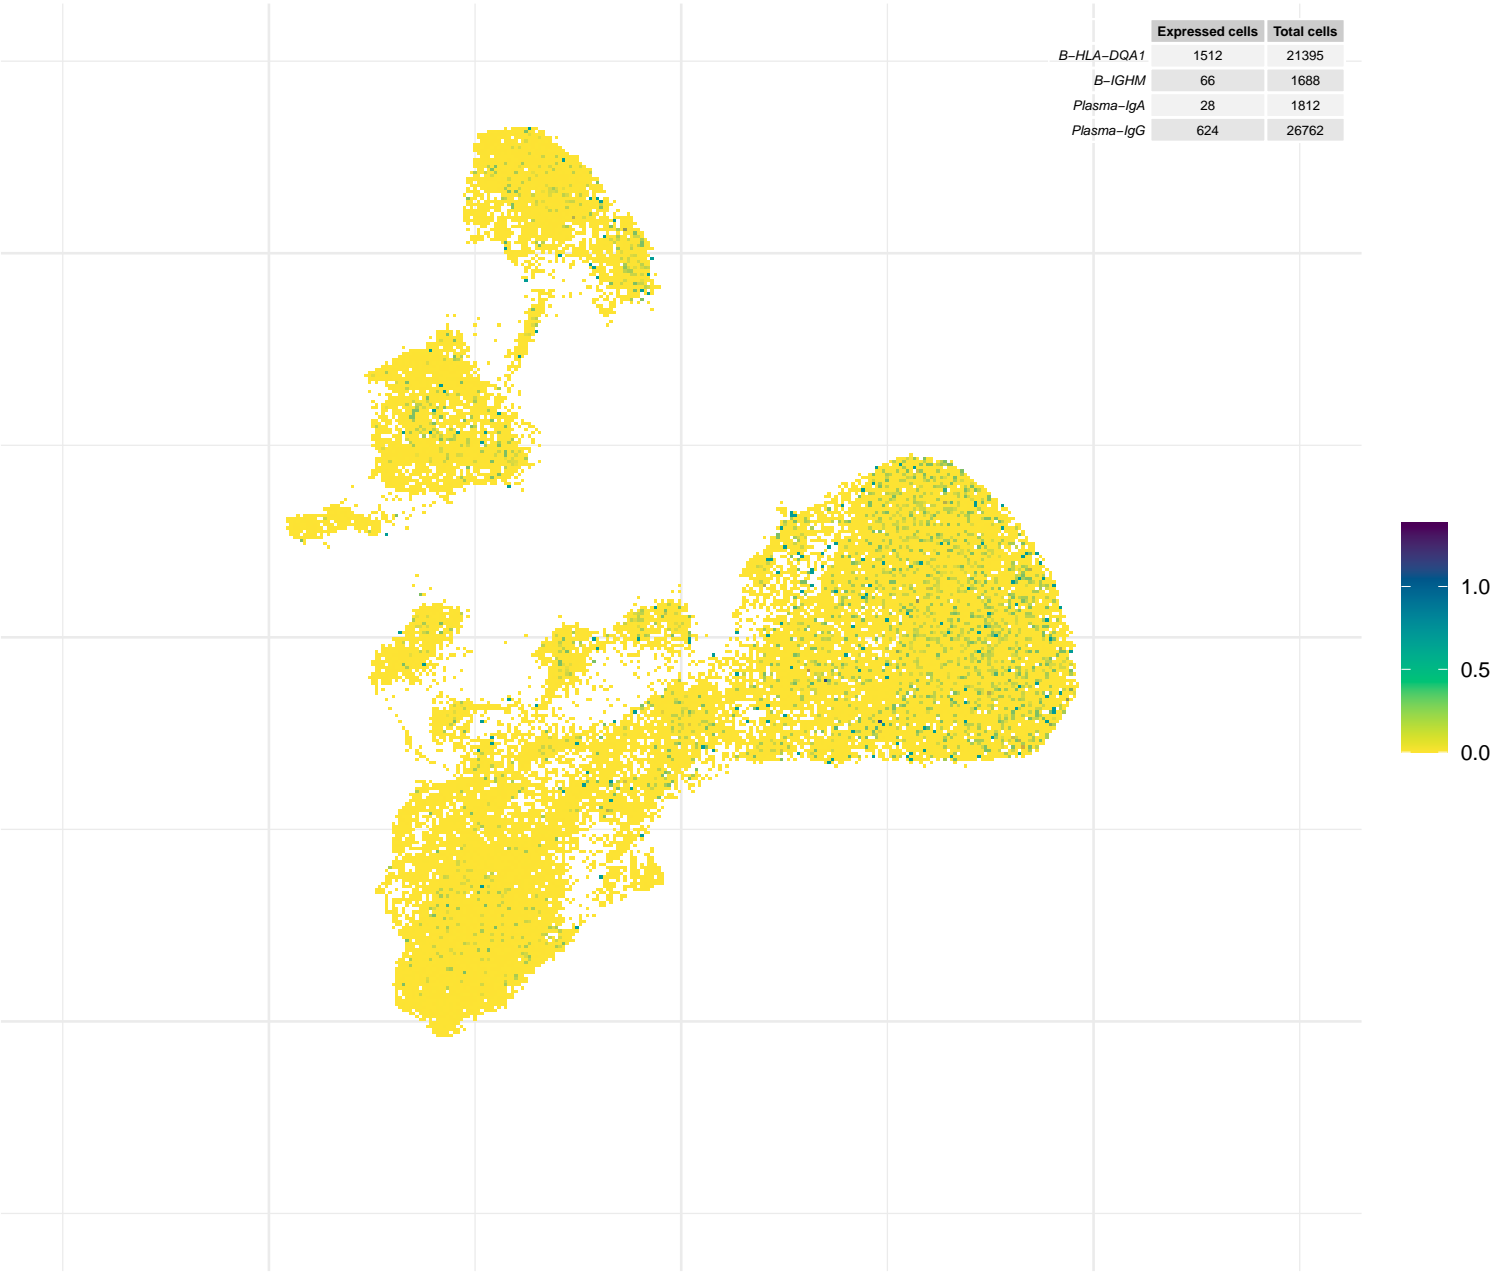 Expressed cells Total cells
B−HLA−DQA1 1512 21395
B−IGHM 66 1688
Plasma−IgA 28 1812
Plasma−IgG 624 26762
1.0
0.5
0.0